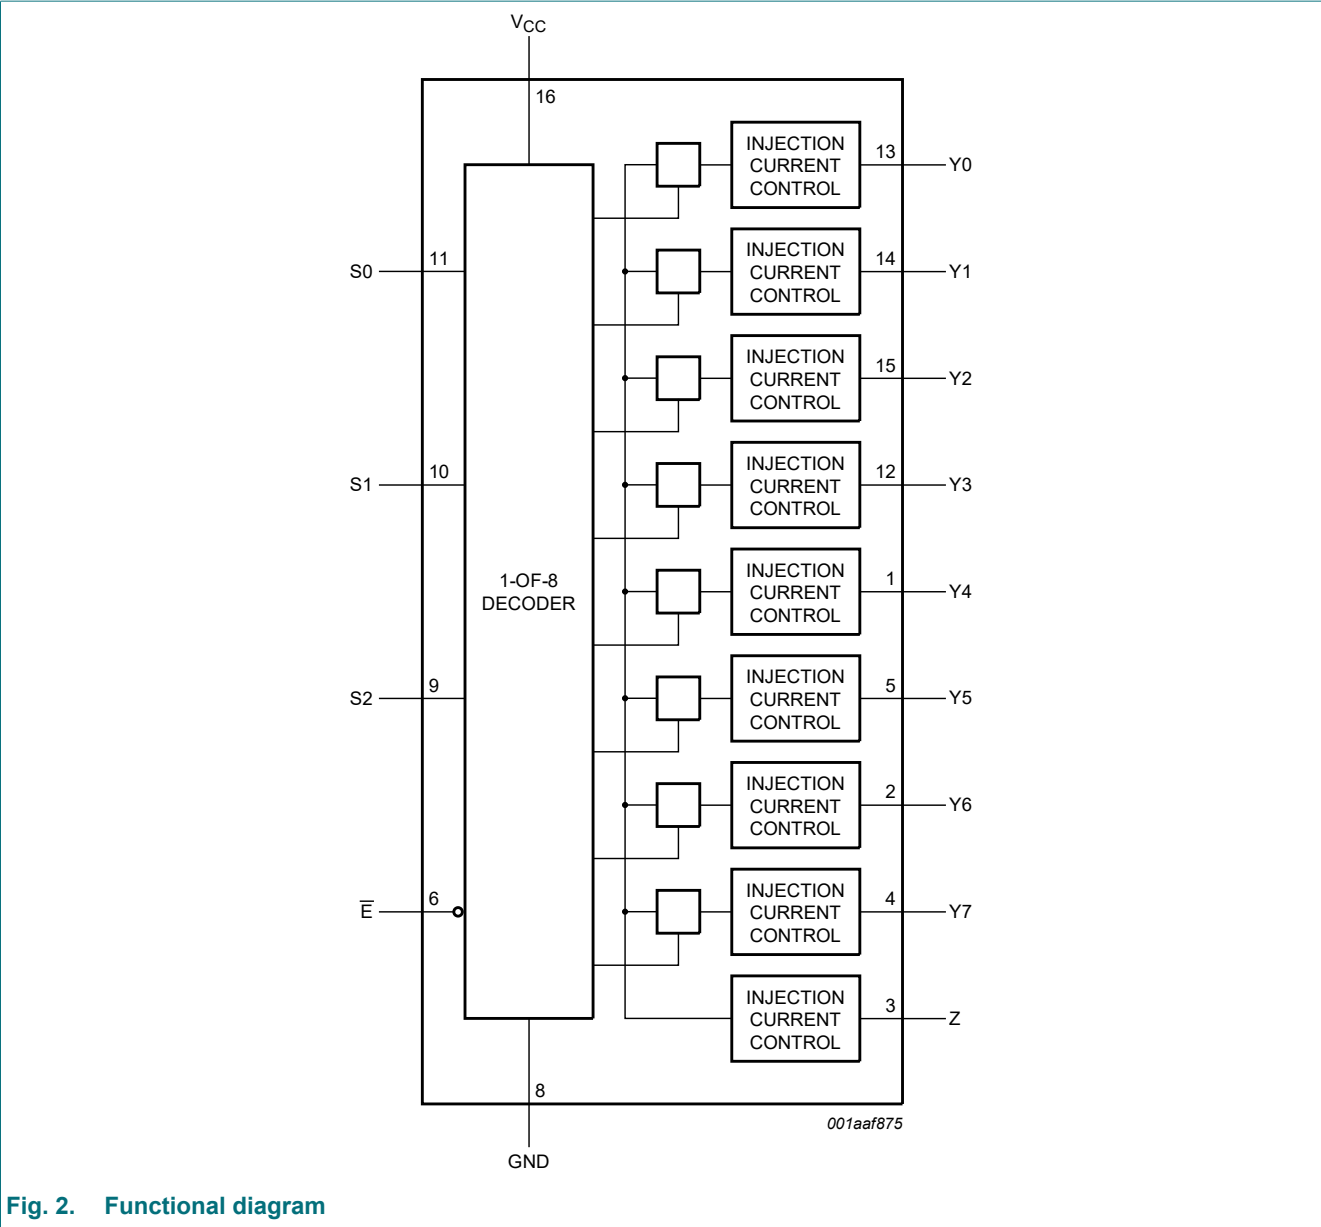 VCC
16
INJECTION
CURRENT
CONTROL
13
Y0
S0
11
INJECTION
CURRENT
CONTROL
14
Y1
INJECTION
CURRENT
CONTROL
15
Y2
S1
10
INJECTION
CURRENT
CONTROL
12
Y3
1-OF-8
DECODER
INJECTION
CURRENT
CONTROL
1
Y4
S2
9
INJECTION
CURRENT
CONTROL
5
Y5
INJECTION
CURRENT
CONTROL
2
Y6
E̅
6
INJECTION
CURRENT
CONTROL
4
Y7
INJECTION
CURRENT
CONTROL
3
Z
8
001aaf875
GND
Fig. 2. Functional diagram